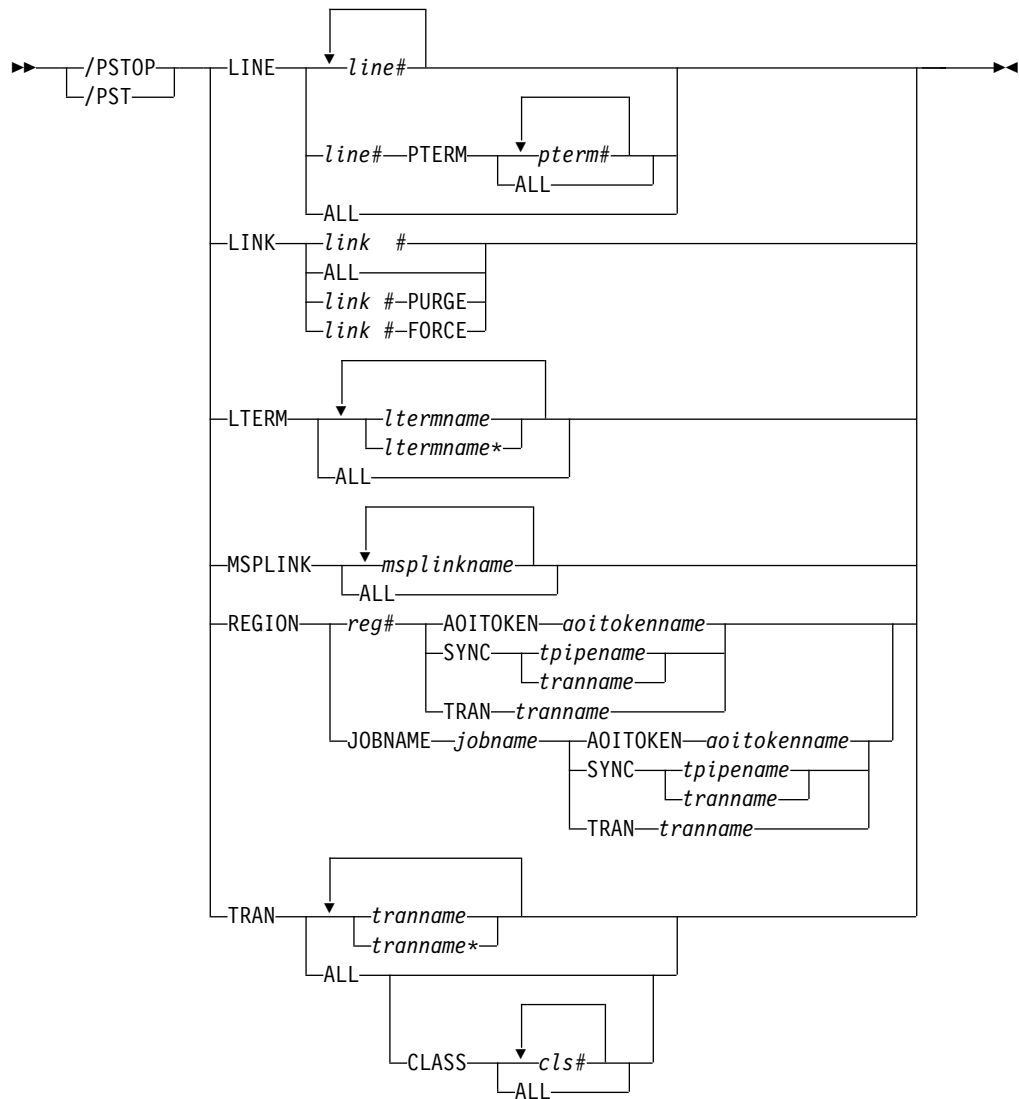 /PSTOP LINE line#
/PST
line# PTERM pterm#
ALL
ALL
LINK link #
ALL
link # PURGE
link # FORCE
LTERM ltermname
ltermname*
ALL
MSPLINK msplinkname
ALL
REGION reg# AOITOKEN aoitokenname
SYNC tpipename
tranname
TRAN tranname
JOBNAME jobname AOITOKEN aoitokenname
SYNC tpipename
tranname
TRAN tranname
TRAN tranname
tranname*
ALL
CLASS cls#
ALL